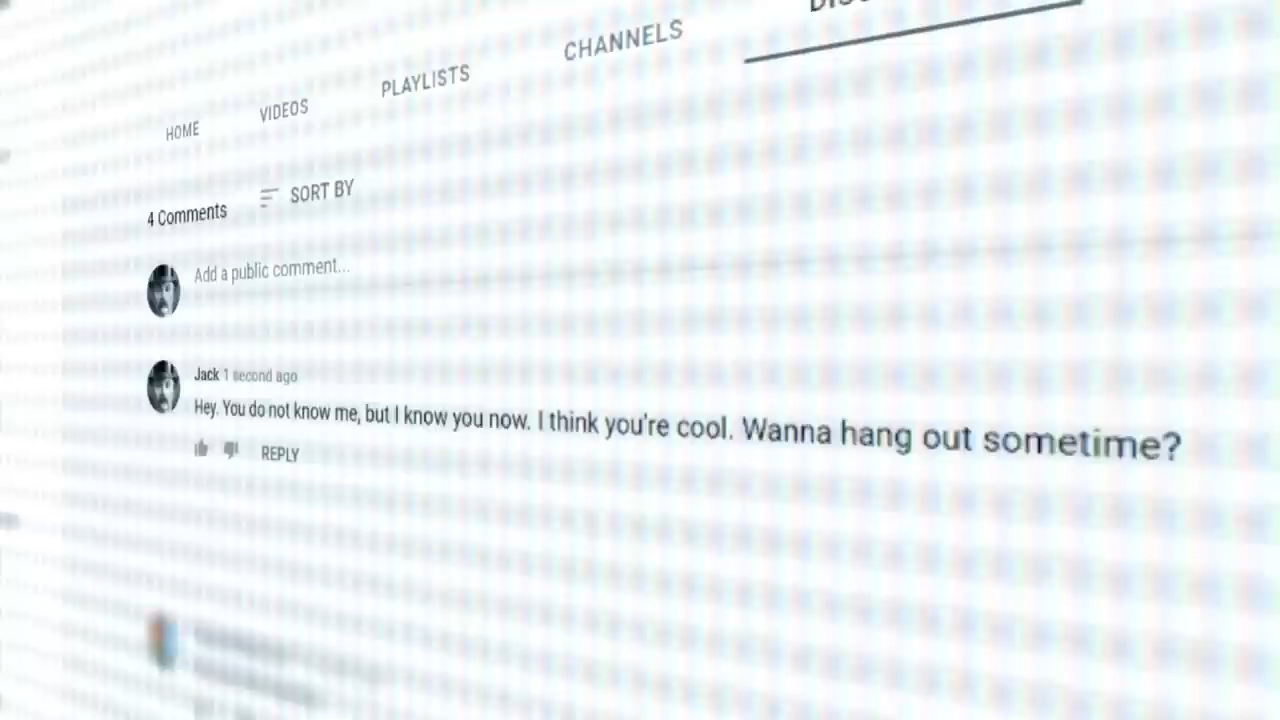 HOME VIDEOS PLAYLISTS CHANNELS
4 Comments SORT BY
Add a public comment...
Jack 1 second ago
Hey. You do not know me, but I know you now. I think you're cool. Wanna hang out sometime?
REPLY